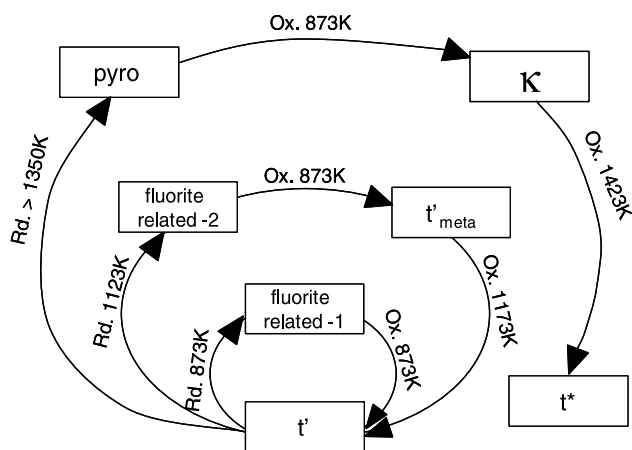 Ox. 873K
pyro
κ
Rd. > 1350K
Ox. 1423K
Ox. 873K
fluorite
related -2
t'meta
Rd. 1123K
Ox. 1173K
fluorite
related -1
Rd. 873K
Ox. 873K
t*
t'